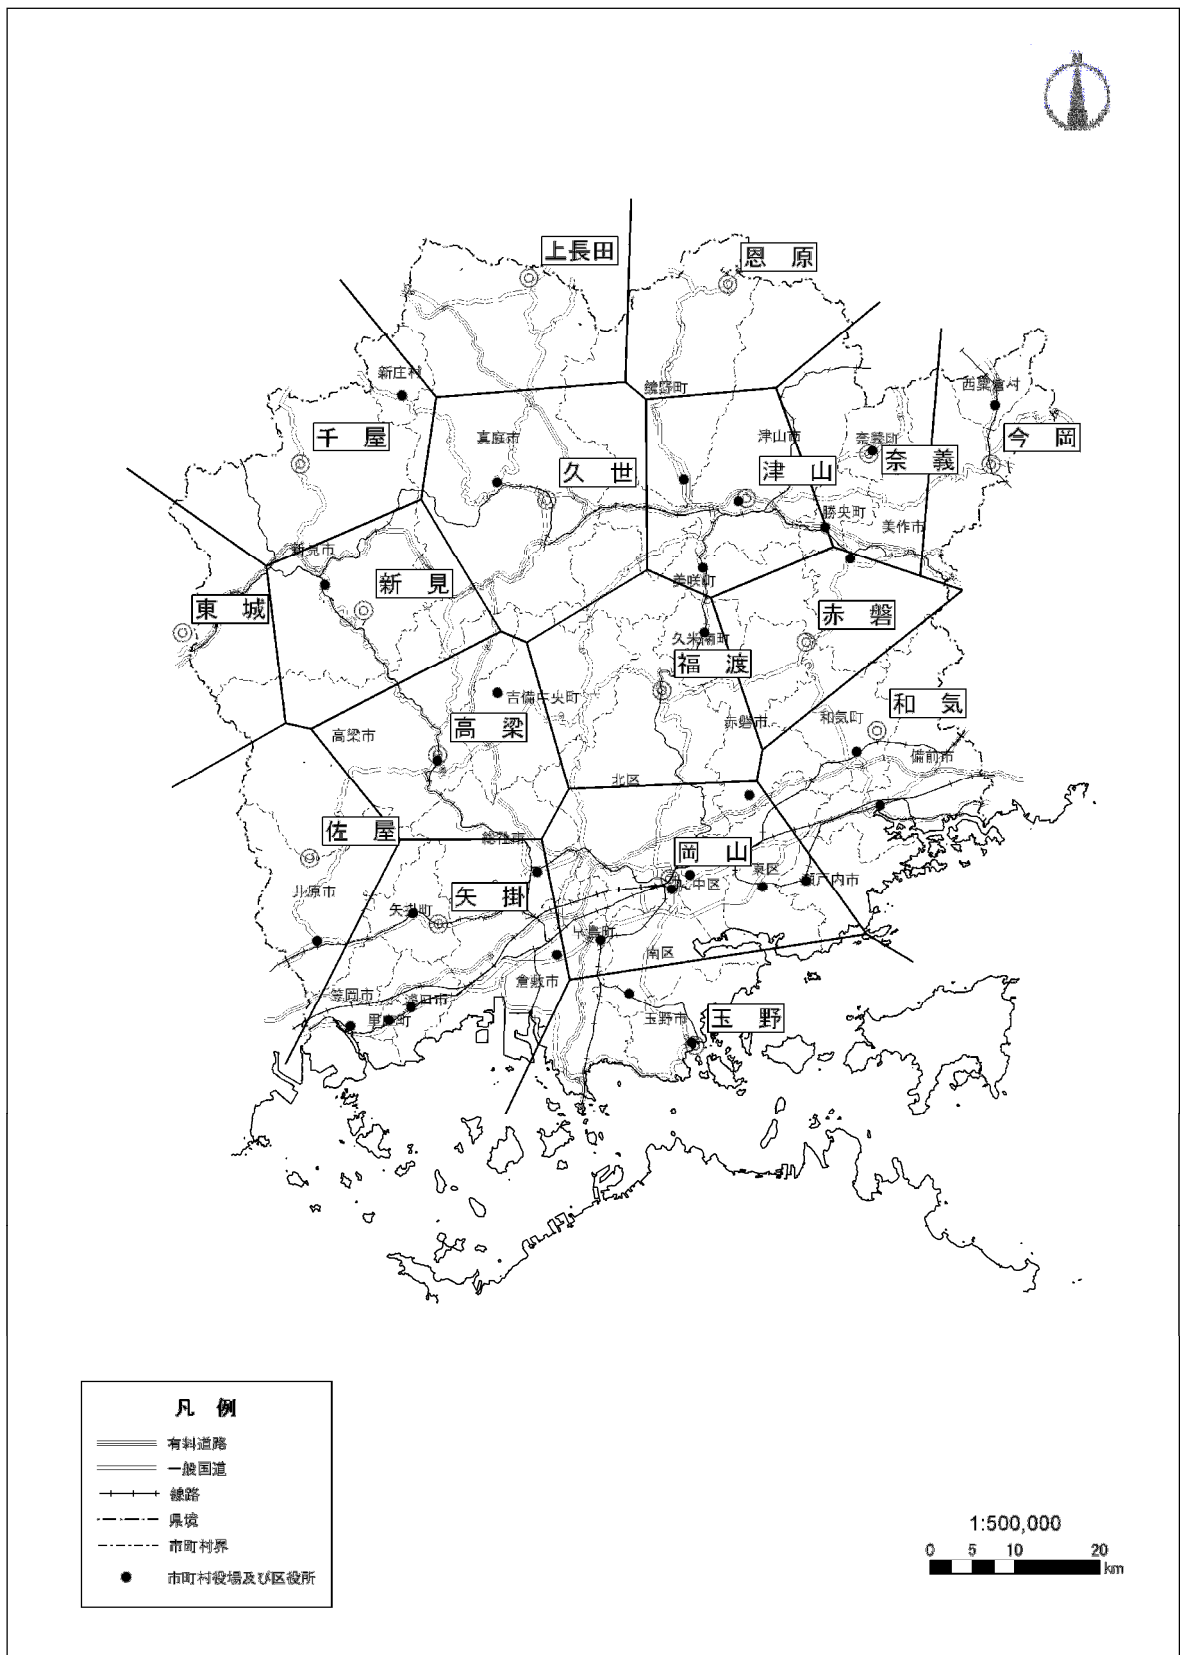 上長田
恩原
新庄村
鏡野町
西粟倉村
千屋
真庭市
津山市
奈義町
今岡
久世
津山
奈義
勝央町
美作市
新見市
新見
美咲町
東城
赤磐
久米南町
福渡
吉備中央町
和気
高梁市
高梁
赤磐市
和気町
備前市
北区
佐屋
総社市
岡山
井原市
矢掛
矢掛町
中区
東区
瀬戸内市
早島町
南区
倉敷市
笠岡市
浅口市
里庄町
玉野市
玉野
凡例
有料道路
一般国道
線路
県境
市町村界
市町村役場及び区役所
1:500,000
0 5 10 20
km